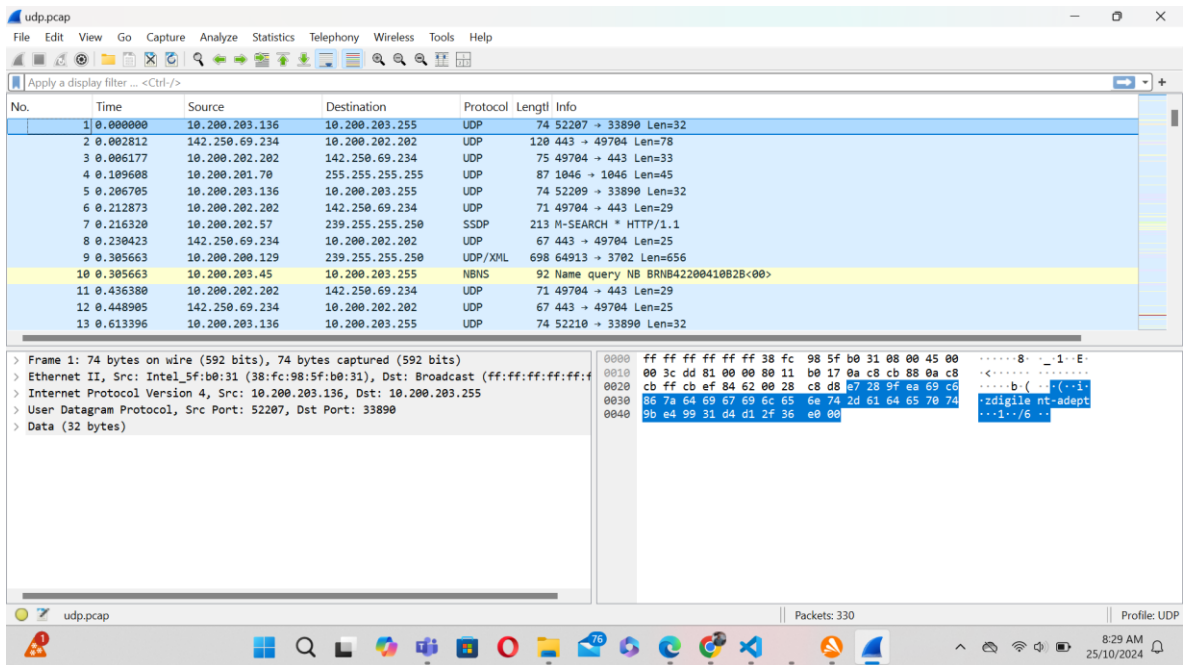 udp.pcap
File Edit View Go Capture Analyze Statistics Telephony Wireless Tools Help
Apply a display filter ... <Ctrl-/>
No. Time Source Destination Protocol Lengtl Info
1 0.000000 10.200.203.136 10.200.203.255 UDP 74 52207 → 33890 Len=32
2 0.002812 142.250.69.234 10.200.202.202 UDP 120 443 → 49704 Len=78
3 0.006177 10.200.202.202 142.250.69.234 UDP 75 49704 → 443 Len=33
4 0.109608 10.200.201.70 255.255.255.255 UDP 87 1046 → 1046 Len=45
5 0.206705 10.200.203.136 10.200.203.255 UDP 74 52209 → 33890 Len=32
6 0.212873 10.200.202.202 142.250.69.234 UDP 71 49704 → 443 Len=29
7 0.216320 10.200.202.57 239.255.255.250 SSDP 213 M-SEARCH * HTTP/1.1
8 0.230423 142.250.69.234 10.200.202.202 UDP 67 443 → 49704 Len=25
9 0.305663 10.200.200.129 239.255.255.250 UDP/XML 698 64913 → 3702 Len=656
10 0.305663 10.200.203.45 10.200.203.255 NBNS 92 Name query NB BRNB42200410B2B<00>
11 0.436380 10.200.202.202 142.250.69.234 UDP 71 49704 → 443 Len=29
12 0.448905 142.250.69.234 10.200.202.202 UDP 67 443 → 49704 Len=25
13 0.613396 10.200.203.136 10.200.203.255 UDP 74 52210 → 33890 Len=32
> Frame 1: 74 bytes on wire (592 bits), 74 bytes captured (592 bits)
> Ethernet II, Src: Intel_5f:b0:31 (38:fc:98:5f:b0:31), Dst: Broadcast (ff:ff:ff:ff:ff:f
> Internet Protocol Version 4, Src: 10.200.203.136, Dst: 10.200.203.255
> User Datagram Protocol, Src Port: 52207, Dst Port: 33890
> Data (32 bytes)
0000 ff ff ff ff ff ff 38 fc 98 5f b0 31 08 00 45 00 ······8· ·_·1··E·
0010 00 3c dd 81 00 00 80 11 b0 17 0a c8 cb 88 0a c8 ·<······ ········
0020 cb ff cb ef 84 62 00 28 c8 d8 e7 28 9f ea 69 c6 ·····b·( ···(··i·
0030 86 7a 64 69 67 69 6c 65 6e 74 2d 61 64 65 70 74 ·zdigile nt-adept
0040 9b e4 99 31 d4 d1 2f 36 e0 00 ···1··/6 ··
udp.pcap Packets: 330 Profile: UDP
1
76
8:29 AM
25/10/2024